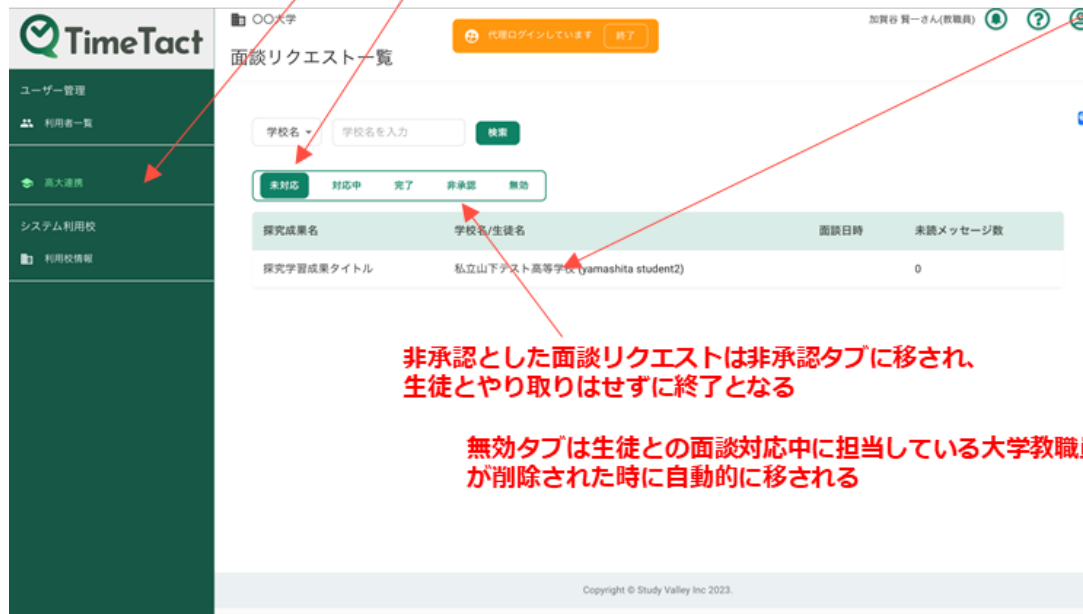 TimeTact
〇〇大学
代理ログインしています 終了
加賀谷 賢一さん(教職員)
面談リクエスト一覧
ユーザー管理
利用者一覧
高大連携
システム利用校
利用校情報
学校名 学校名を入力 検索
未対応 対応中 完了 非承認 無効
探究成果名 学校名/生徒名 面談日時 未読メッセージ数
探究学習成果タイトル 私立山下テスト高等学校 (yamashita student2) 0
非承認とした面談リクエストは非承認タブに移され、
生徒とやり取りはせずに終了となる
無効タブは生徒との面談対応中に担当している大学教職員
が削除された時に自動的に移される
Copyright © Study Valley Inc 2023.